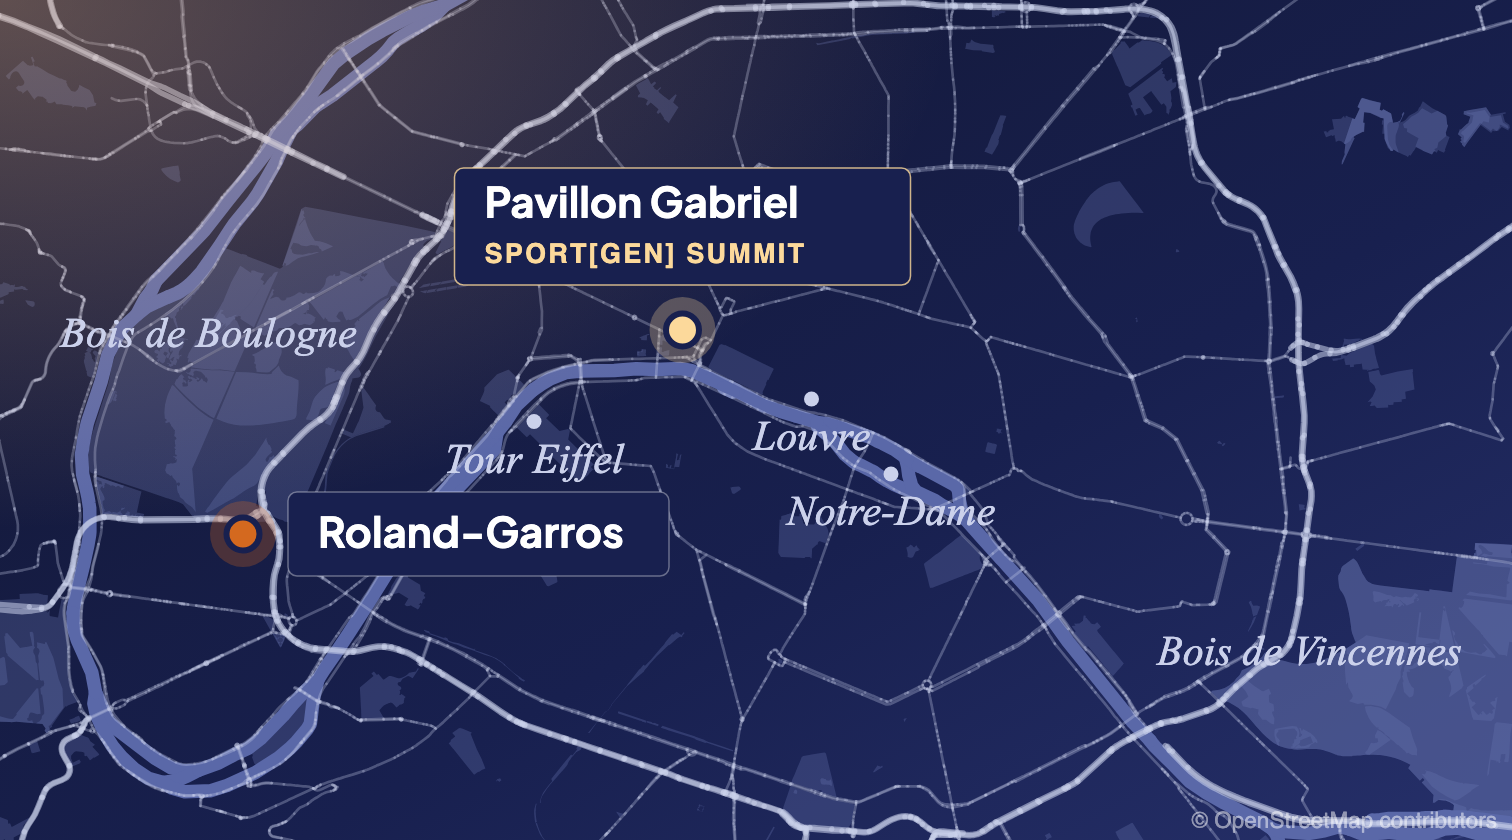 Pavillon Gabriel
SPORT[GEN] SUMMIT
Bois de Boulogne
Tour Eiffel
Louvre
Notre-Dame
Roland-Garros
Bois de Vincennes
© OpenStreetMap contributors